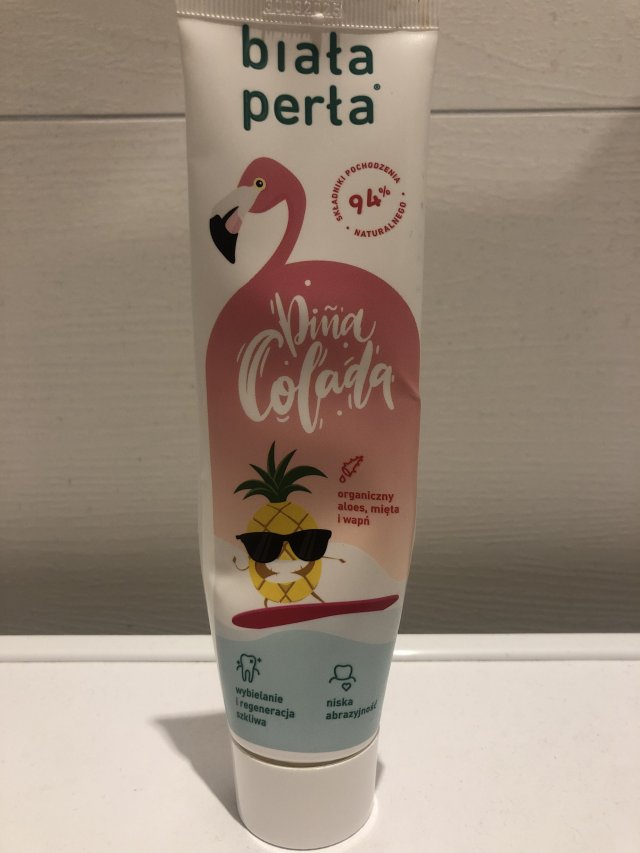 biała
perła
SKŁADNIKI POCHODZENIA
94%
NATURALNEGO
Piña
Colada
organiczny
aloes, mięta
i wapń
wybielanie
i regeneracja
szkliwa
niska
abrazyjność